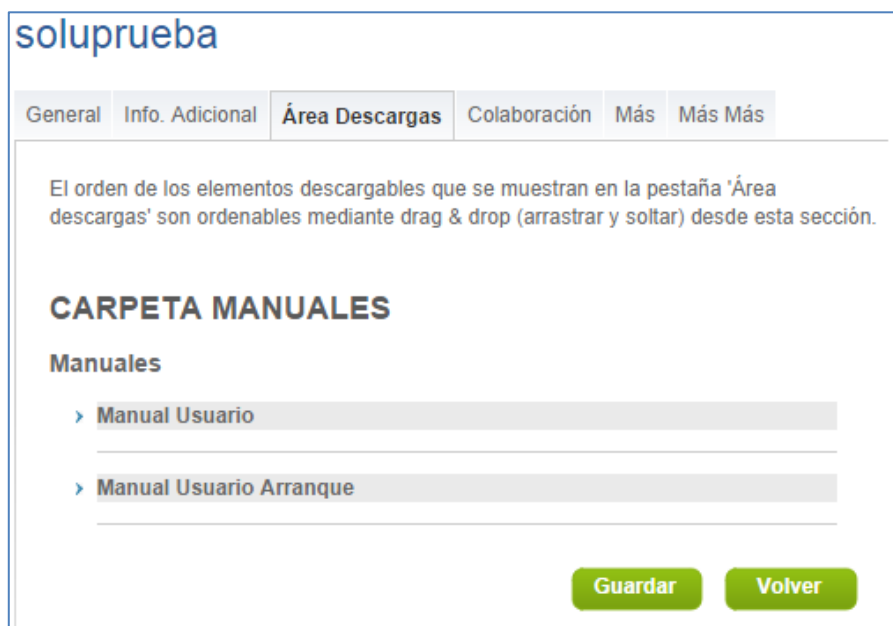 soluprueba
General Info. Adicional Área Descargas Colaboración Más Más Más
El orden de los elementos descargables que se muestran en la pestaña 'Área
descargas' son ordenables mediante drag & drop (arrastrar y soltar) desde esta sección.
CARPETA MANUALES
Manuales
Manual Usuario
Manual Usuario Arranque
Guardar Volver